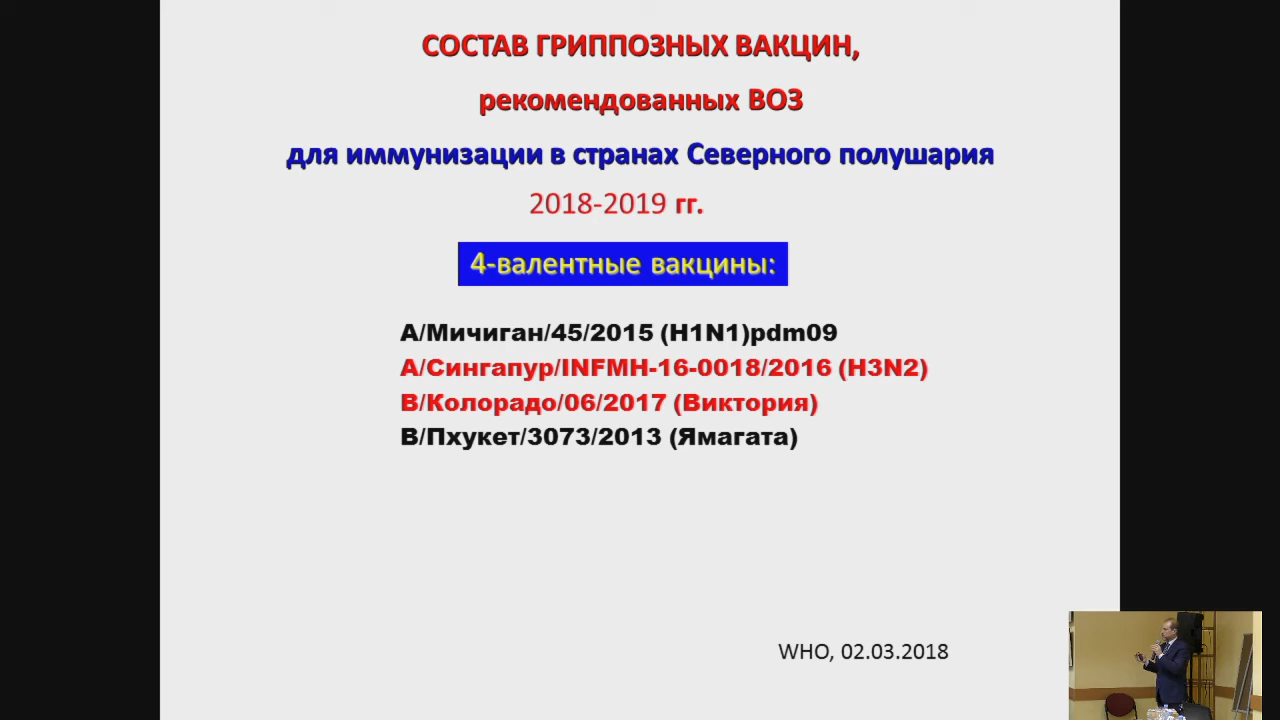 СОСТАВ ГРИППОЗНЫХ ВАКЦИН,
рекомендованных ВОЗ
для иммунизации в странах Северного полушария
2018-2019 гг.
4-валентные вакцины:
А/Мичиган/45/2015 (H1N1)pdm09
А/Сингапур/INFMH-16-0018/2016 (H3N2)
В/Колорадо/06/2017 (Виктория)
В/Пхукет/3073/2013 (Ямагата)
WHO, 02.03.2018